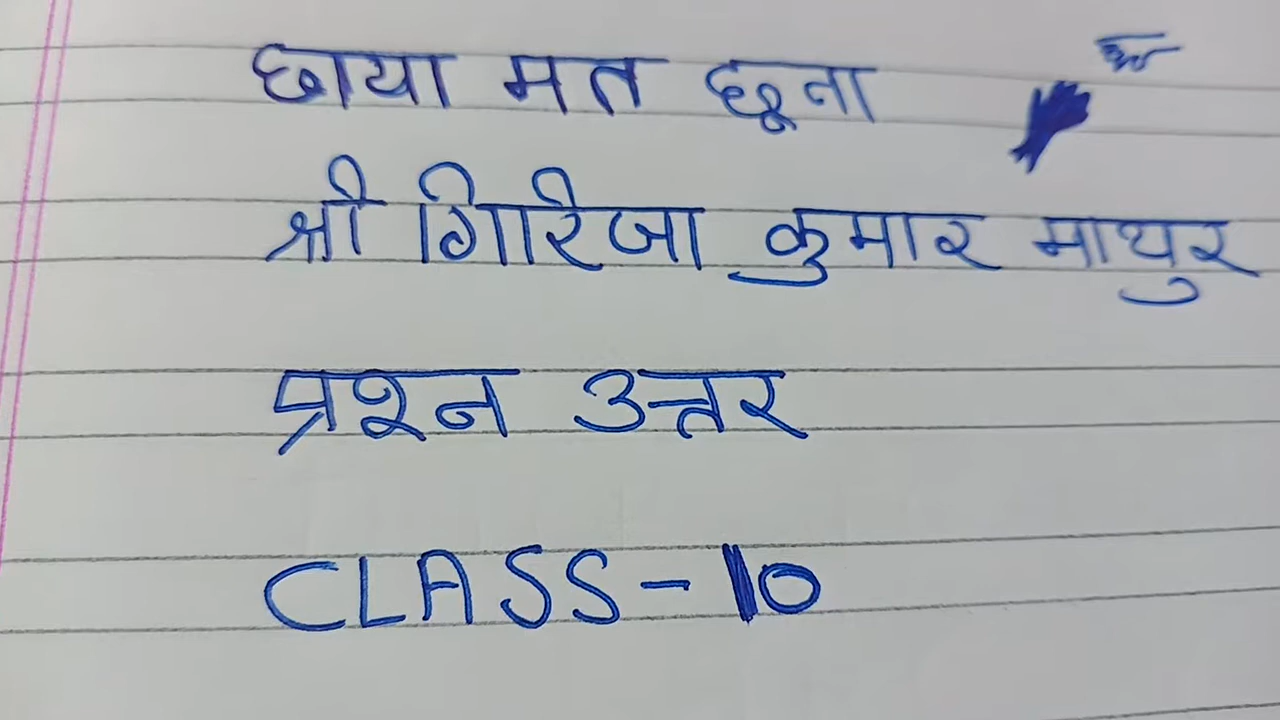 छाया मत छूना
श्री गिरिजा कुमार माथुर
प्रश्न उत्तर
CLASS-10